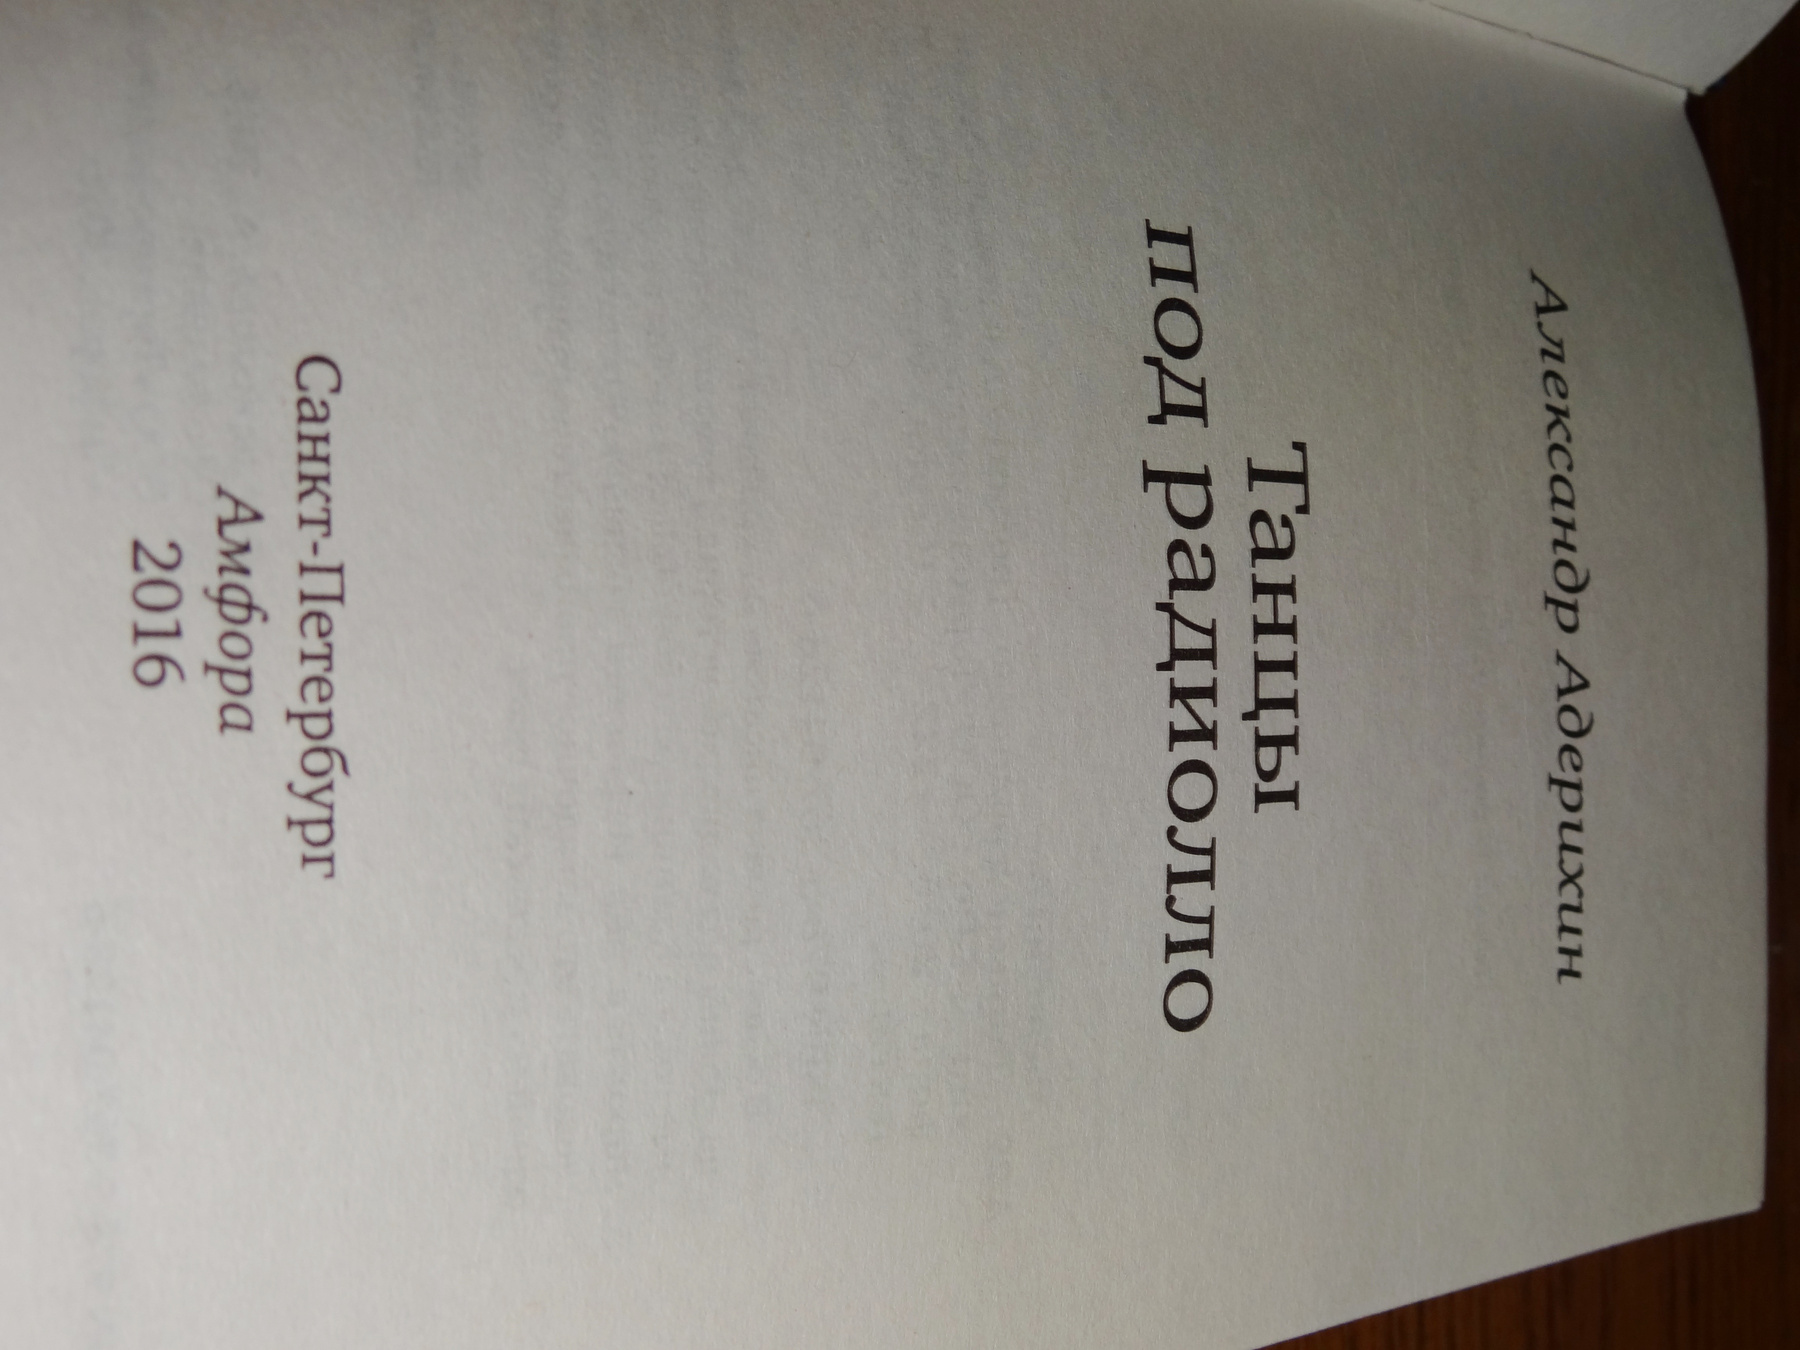 Александр Адерихин
Танцы
под радиолло
Санкт-Петербург
Амфора
2016